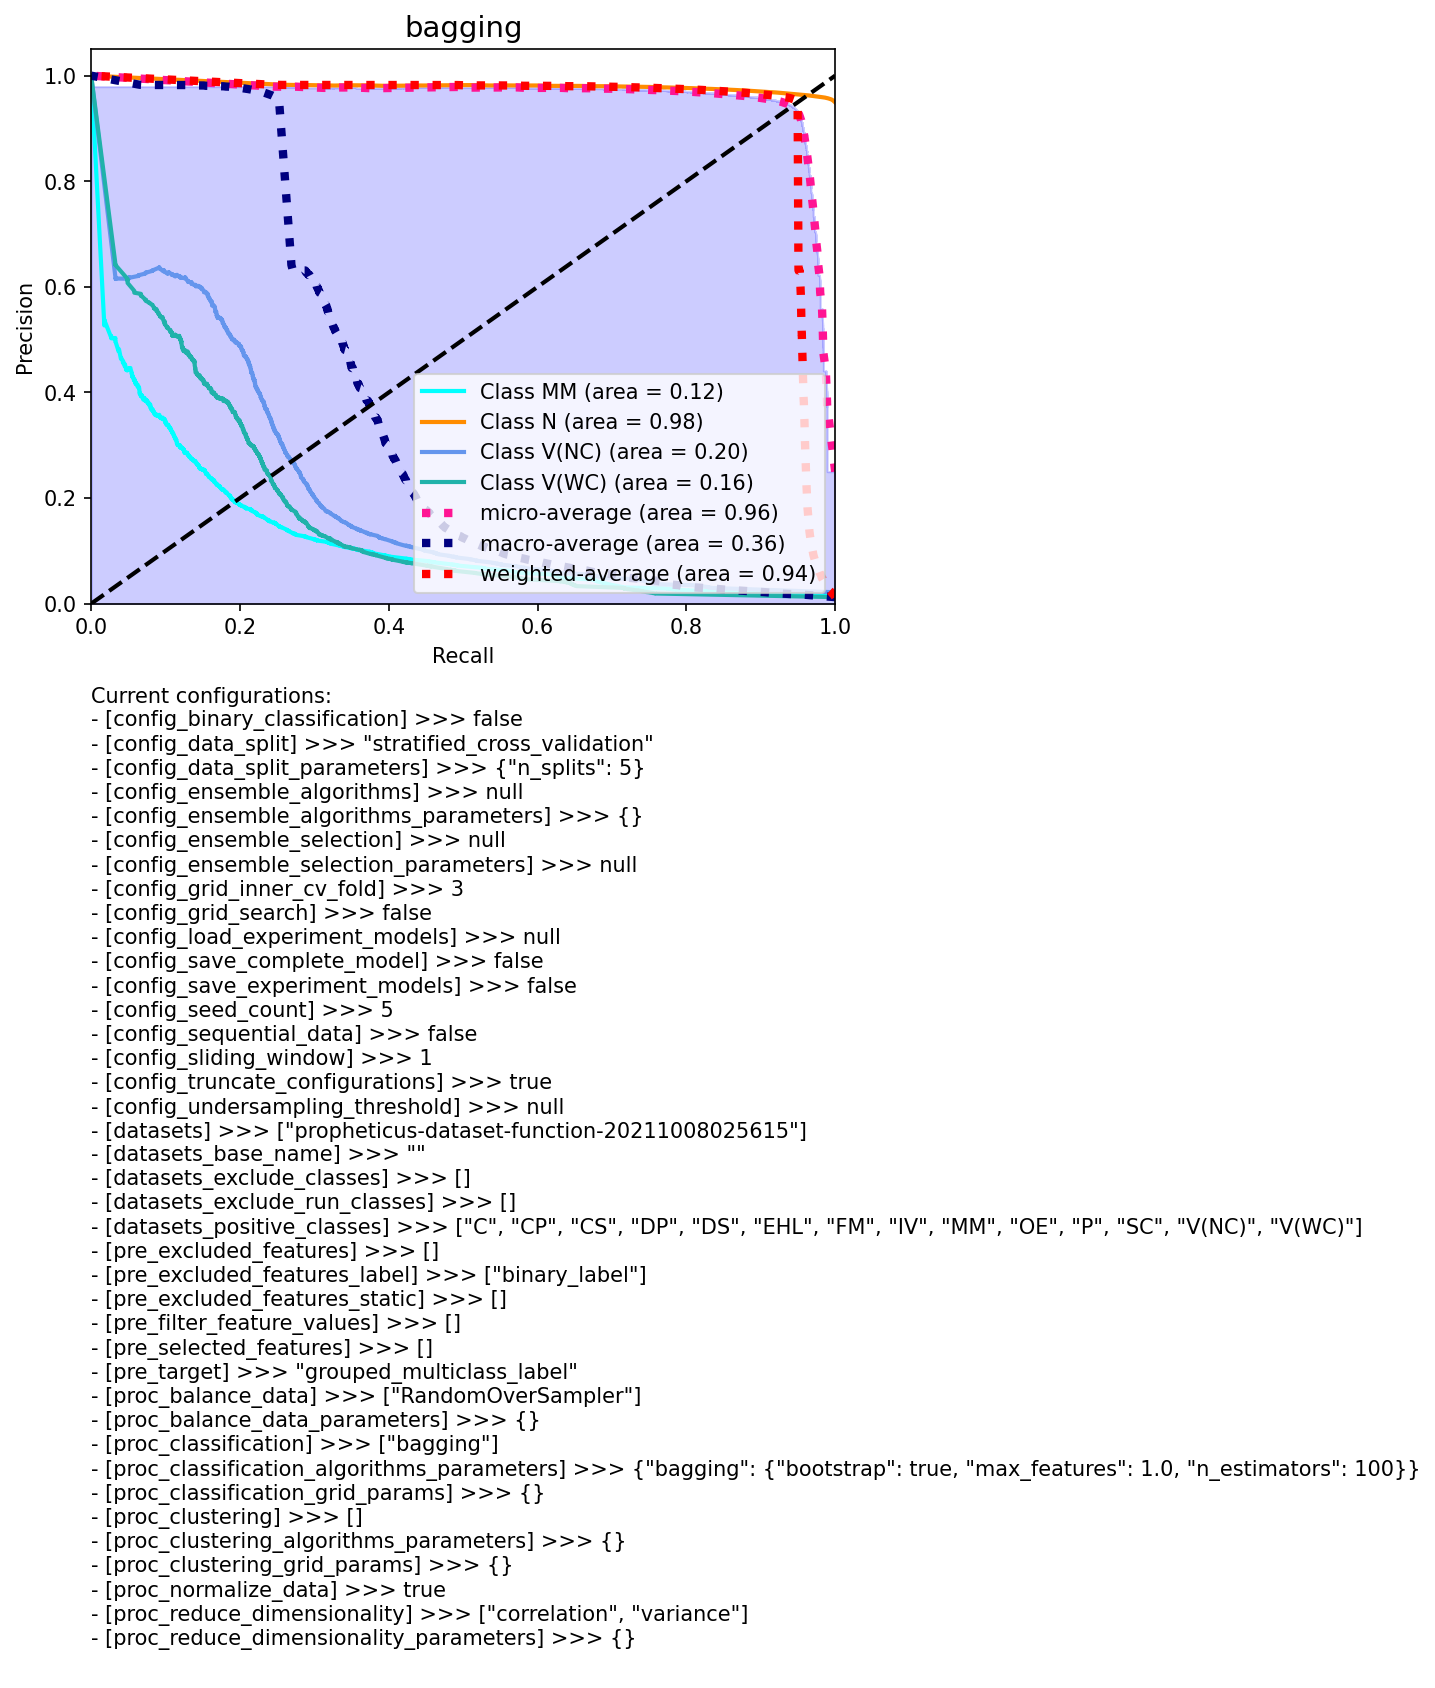 bagging
1.0
0.8
0.6
0.4
0.2
0.0
Precision
Class MM (area = 0.12)
Class N (area = 0.98)
Class V(NC) (area = 0.20)
Class V(WC) (area = 0.16)
micro-average (area = 0.96)
macro-average (area = 0.36)
weighted-average (area = 0.94)
0.0 0.2 0.4 0.6 0.8 1.0
Recall
Current configurations:
- [config_binary_classification] >>> false
- [config_data_split] >>> "stratified_cross_validation"
- [config_data_split_parameters] >>> {"n_splits": 5}
- [config_ensemble_algorithms] >>> null
- [config_ensemble_algorithms_parameters] >>> {}
- [config_ensemble_selection] >>> null
- [config_ensemble_selection_parameters] >>> null
- [config_grid_inner_cv_fold] >>> 3
- [config_grid_search] >>> false
- [config_load_experiment_models] >>> null
- [config_save_complete_model] >>> false
- [config_save_experiment_models] >>> false
- [config_seed_count] >>> 5
- [config_sequential_data] >>> false
- [config_sliding_window] >>> 1
- [config_truncate_configurations] >>> true
- [config_undersampling_threshold] >>> null
- [datasets] >>> ["propheticus-dataset-function-20211008025615"]
- [datasets_base_name] >>> ""
- [datasets_exclude_classes] >>> []
- [datasets_exclude_run_classes] >>> []
- [datasets_positive_classes] >>> ["C", "CP", "CS", "DP", "DS", "EHL", "FM", "IV", "MM", "OE", "P", "SC", "V(NC)", "V(WC)"]
- [pre_excluded_features] >>> []
- [pre_excluded_features_label] >>> ["binary_label"]
- [pre_excluded_features_static] >>> []
- [pre_filter_feature_values] >>> []
- [pre_selected_features] >>> []
- [pre_target] >>> "grouped_multiclass_label"
- [proc_balance_data] >>> ["RandomOverSampler"]
- [proc_balance_data_parameters] >>> {}
- [proc_classification] >>> ["bagging"]
- [proc_classification_algorithms_parameters] >>> {"bagging": {"bootstrap": true, "max_features": 1.0, "n_estimators": 100}}
- [proc_classification_grid_params] >>> {}
- [proc_clustering] >>> []
- [proc_clustering_algorithms_parameters] >>> {}
- [proc_clustering_grid_params] >>> {}
- [proc_normalize_data] >>> true
- [proc_reduce_dimensionality] >>> ["correlation", "variance"]
- [proc_reduce_dimensionality_parameters] >>> {}